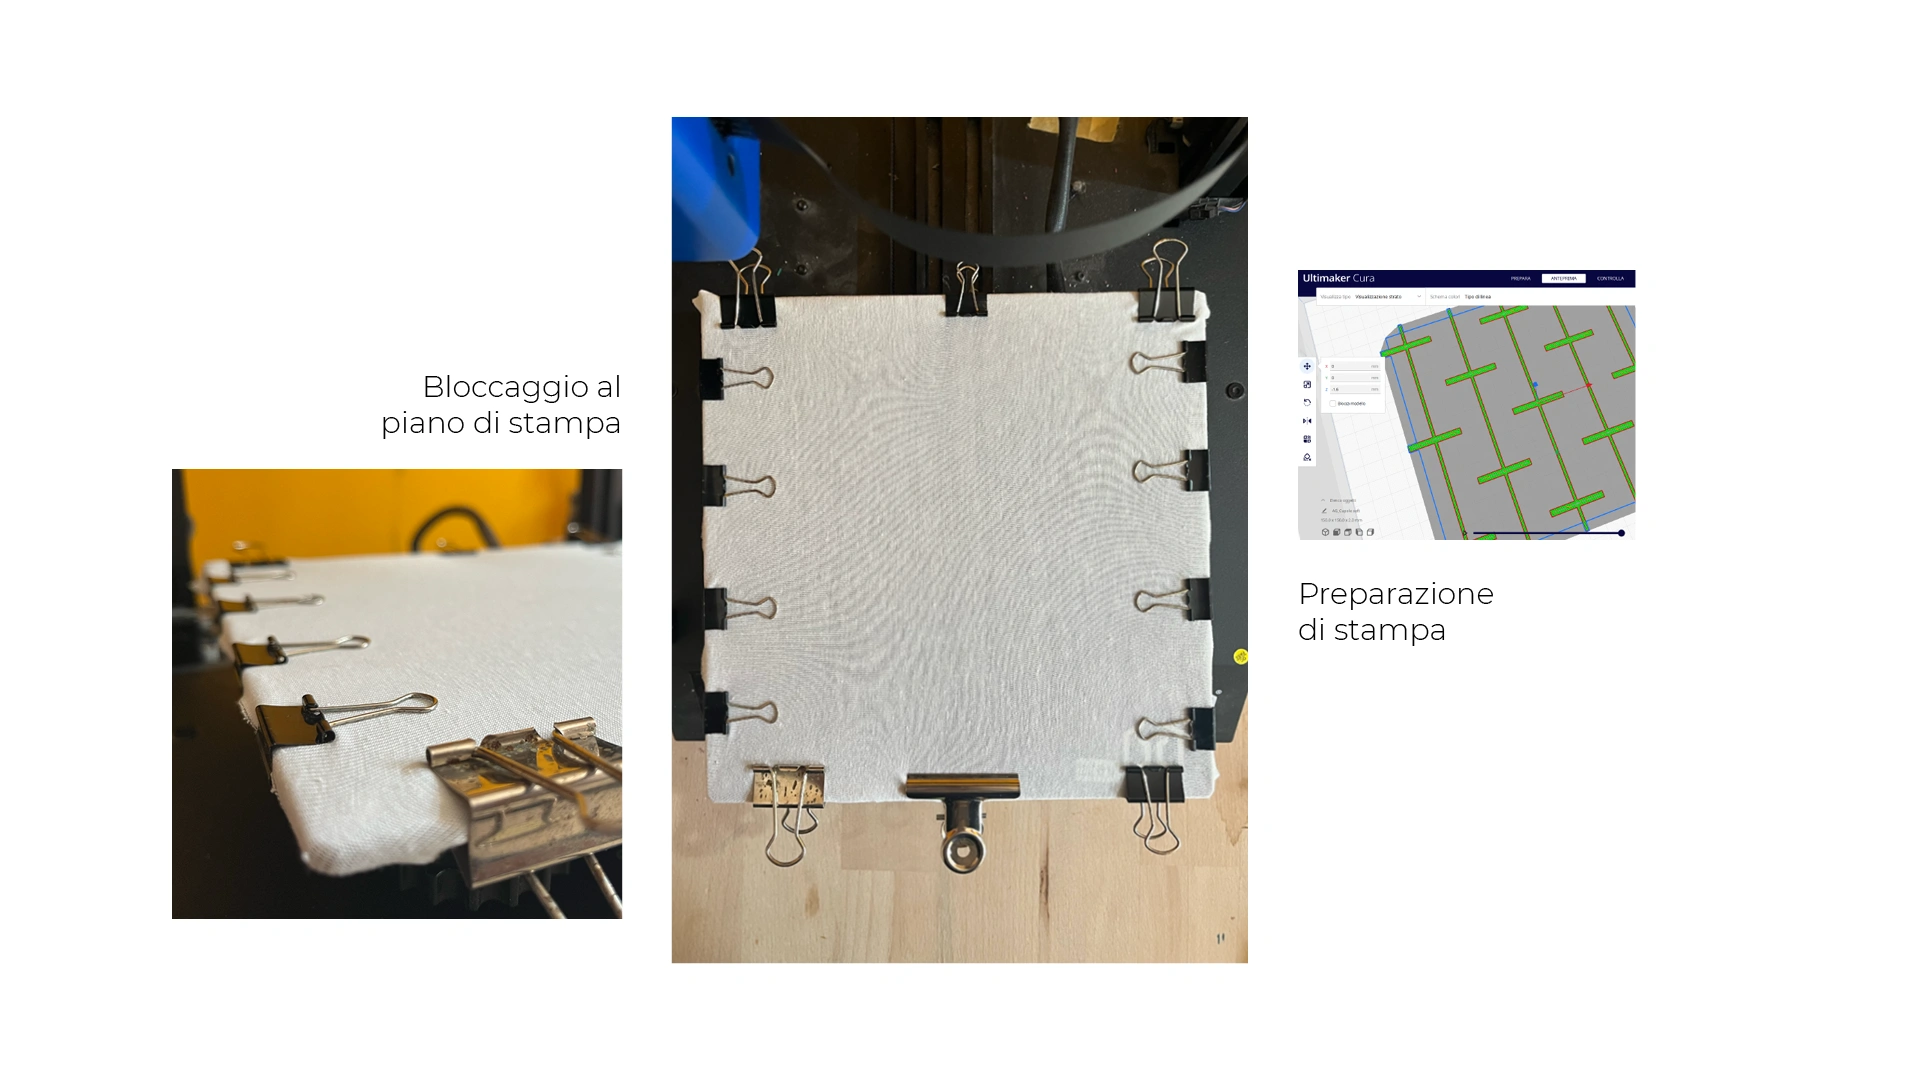 Bloccaggio al
piano di stampa
Ultimaker Cura
PREPARA ANTEPRIMA CONTROLLA
Visualizza tipo Visualizzazione strato Schema colori Tipo di linea
Preparazione
di stampa